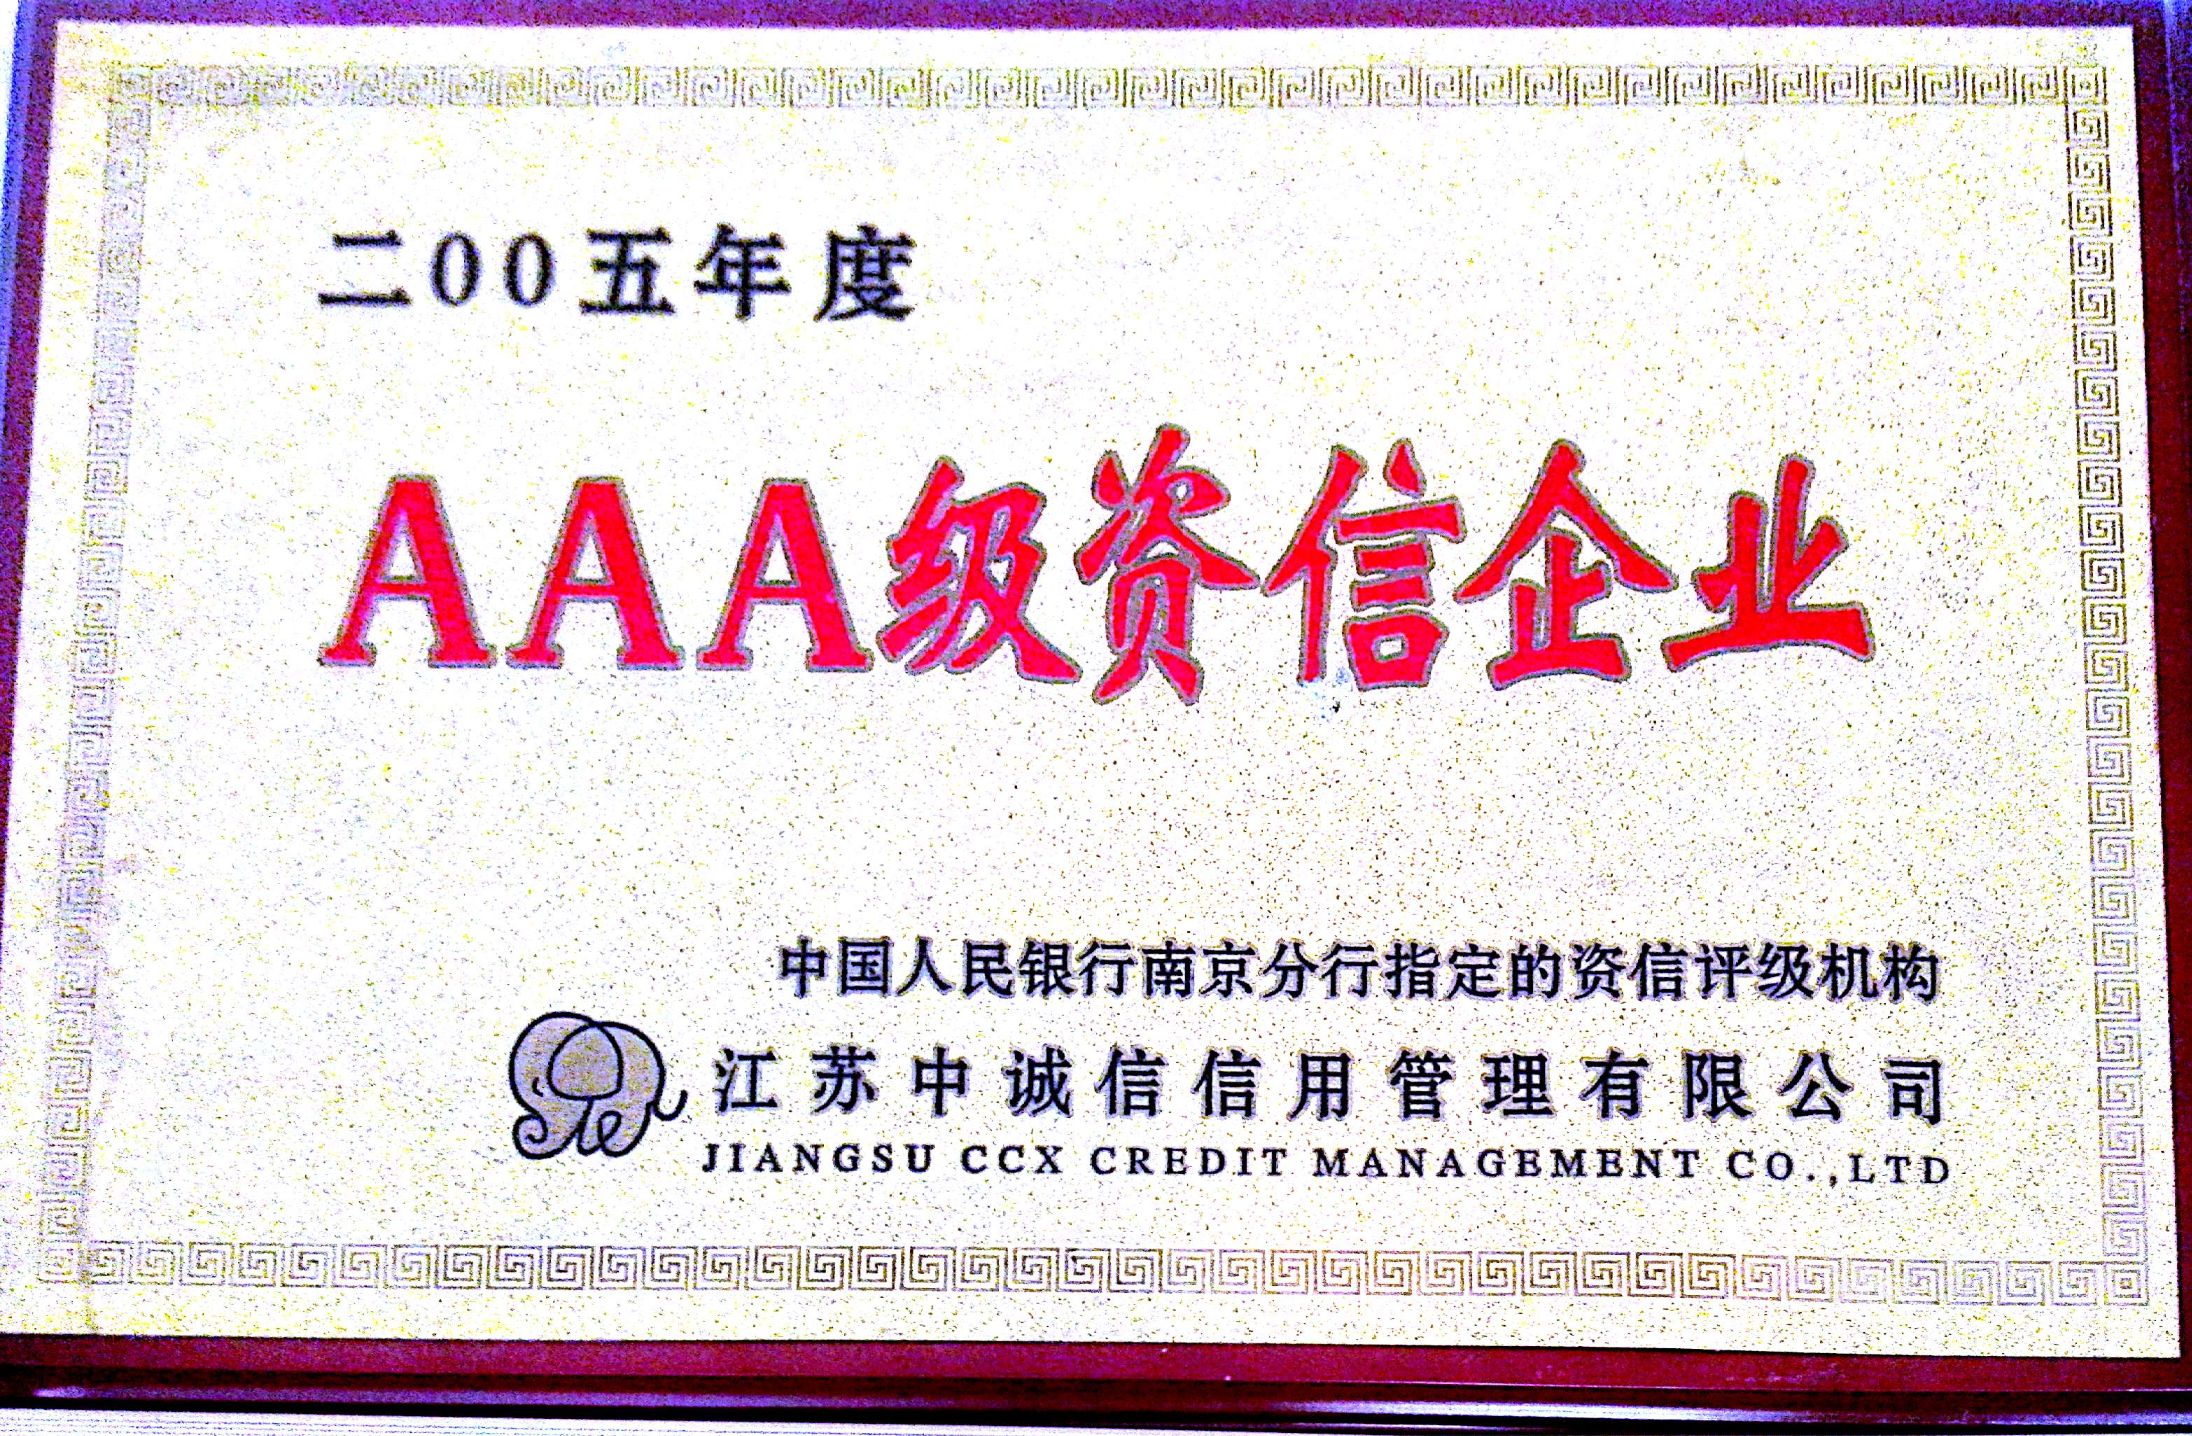 二00五年度
AAA级资信企业
中国人民银行南京分行指定的资信评级机构
江苏中诚信信用管理有限公司
JIANGSU CCX CREDIT MANAGEMENT CO.,LTD